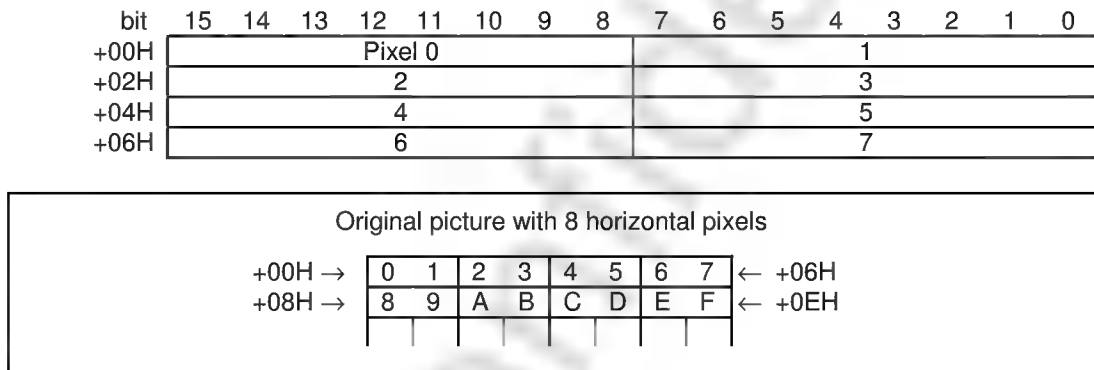 bit 15 14 13 12 11 10 9 8 7 6 5 4 3 2 1 0
+00H Pixel 0 1
+02H 2 3
+04H 4 5
+06H 6 7
Original picture with 8 horizontal pixels
+00H → 0 1 2 3 4 5 6 7 ← +06H
+08H → 8 9 A B C D E F ← +0EH